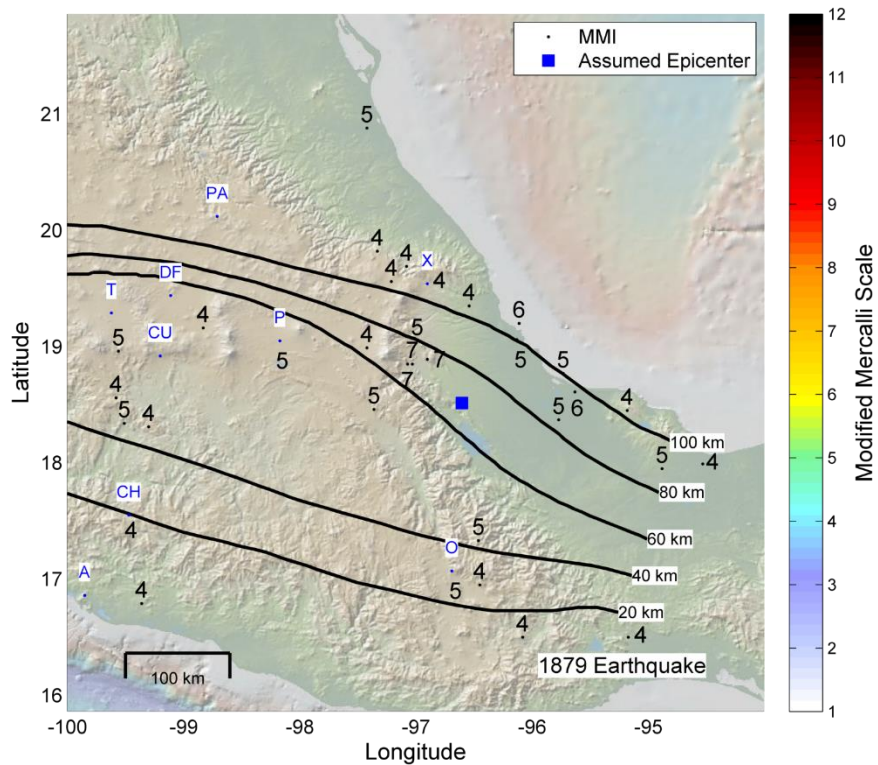 MMI
Assumed Epicenter
12
11
10
9
8
7
6
5
4
3
2
1
Modified Mercalli Scale
21
20
19
18
17
16
Latitude
5
PA
4
4
X
4
DF
T
4
4
P
5
CU
5
4
7
7
5
5
5
7
4
5
4
5
6
4
100 km
5
4
80 km
CH
4
5
60 km
O
40 km
A
4
5
4
20 km
4
4
1879 Earthquake
100 km
-100
-99
-98
-97
-96
-95
Longitude